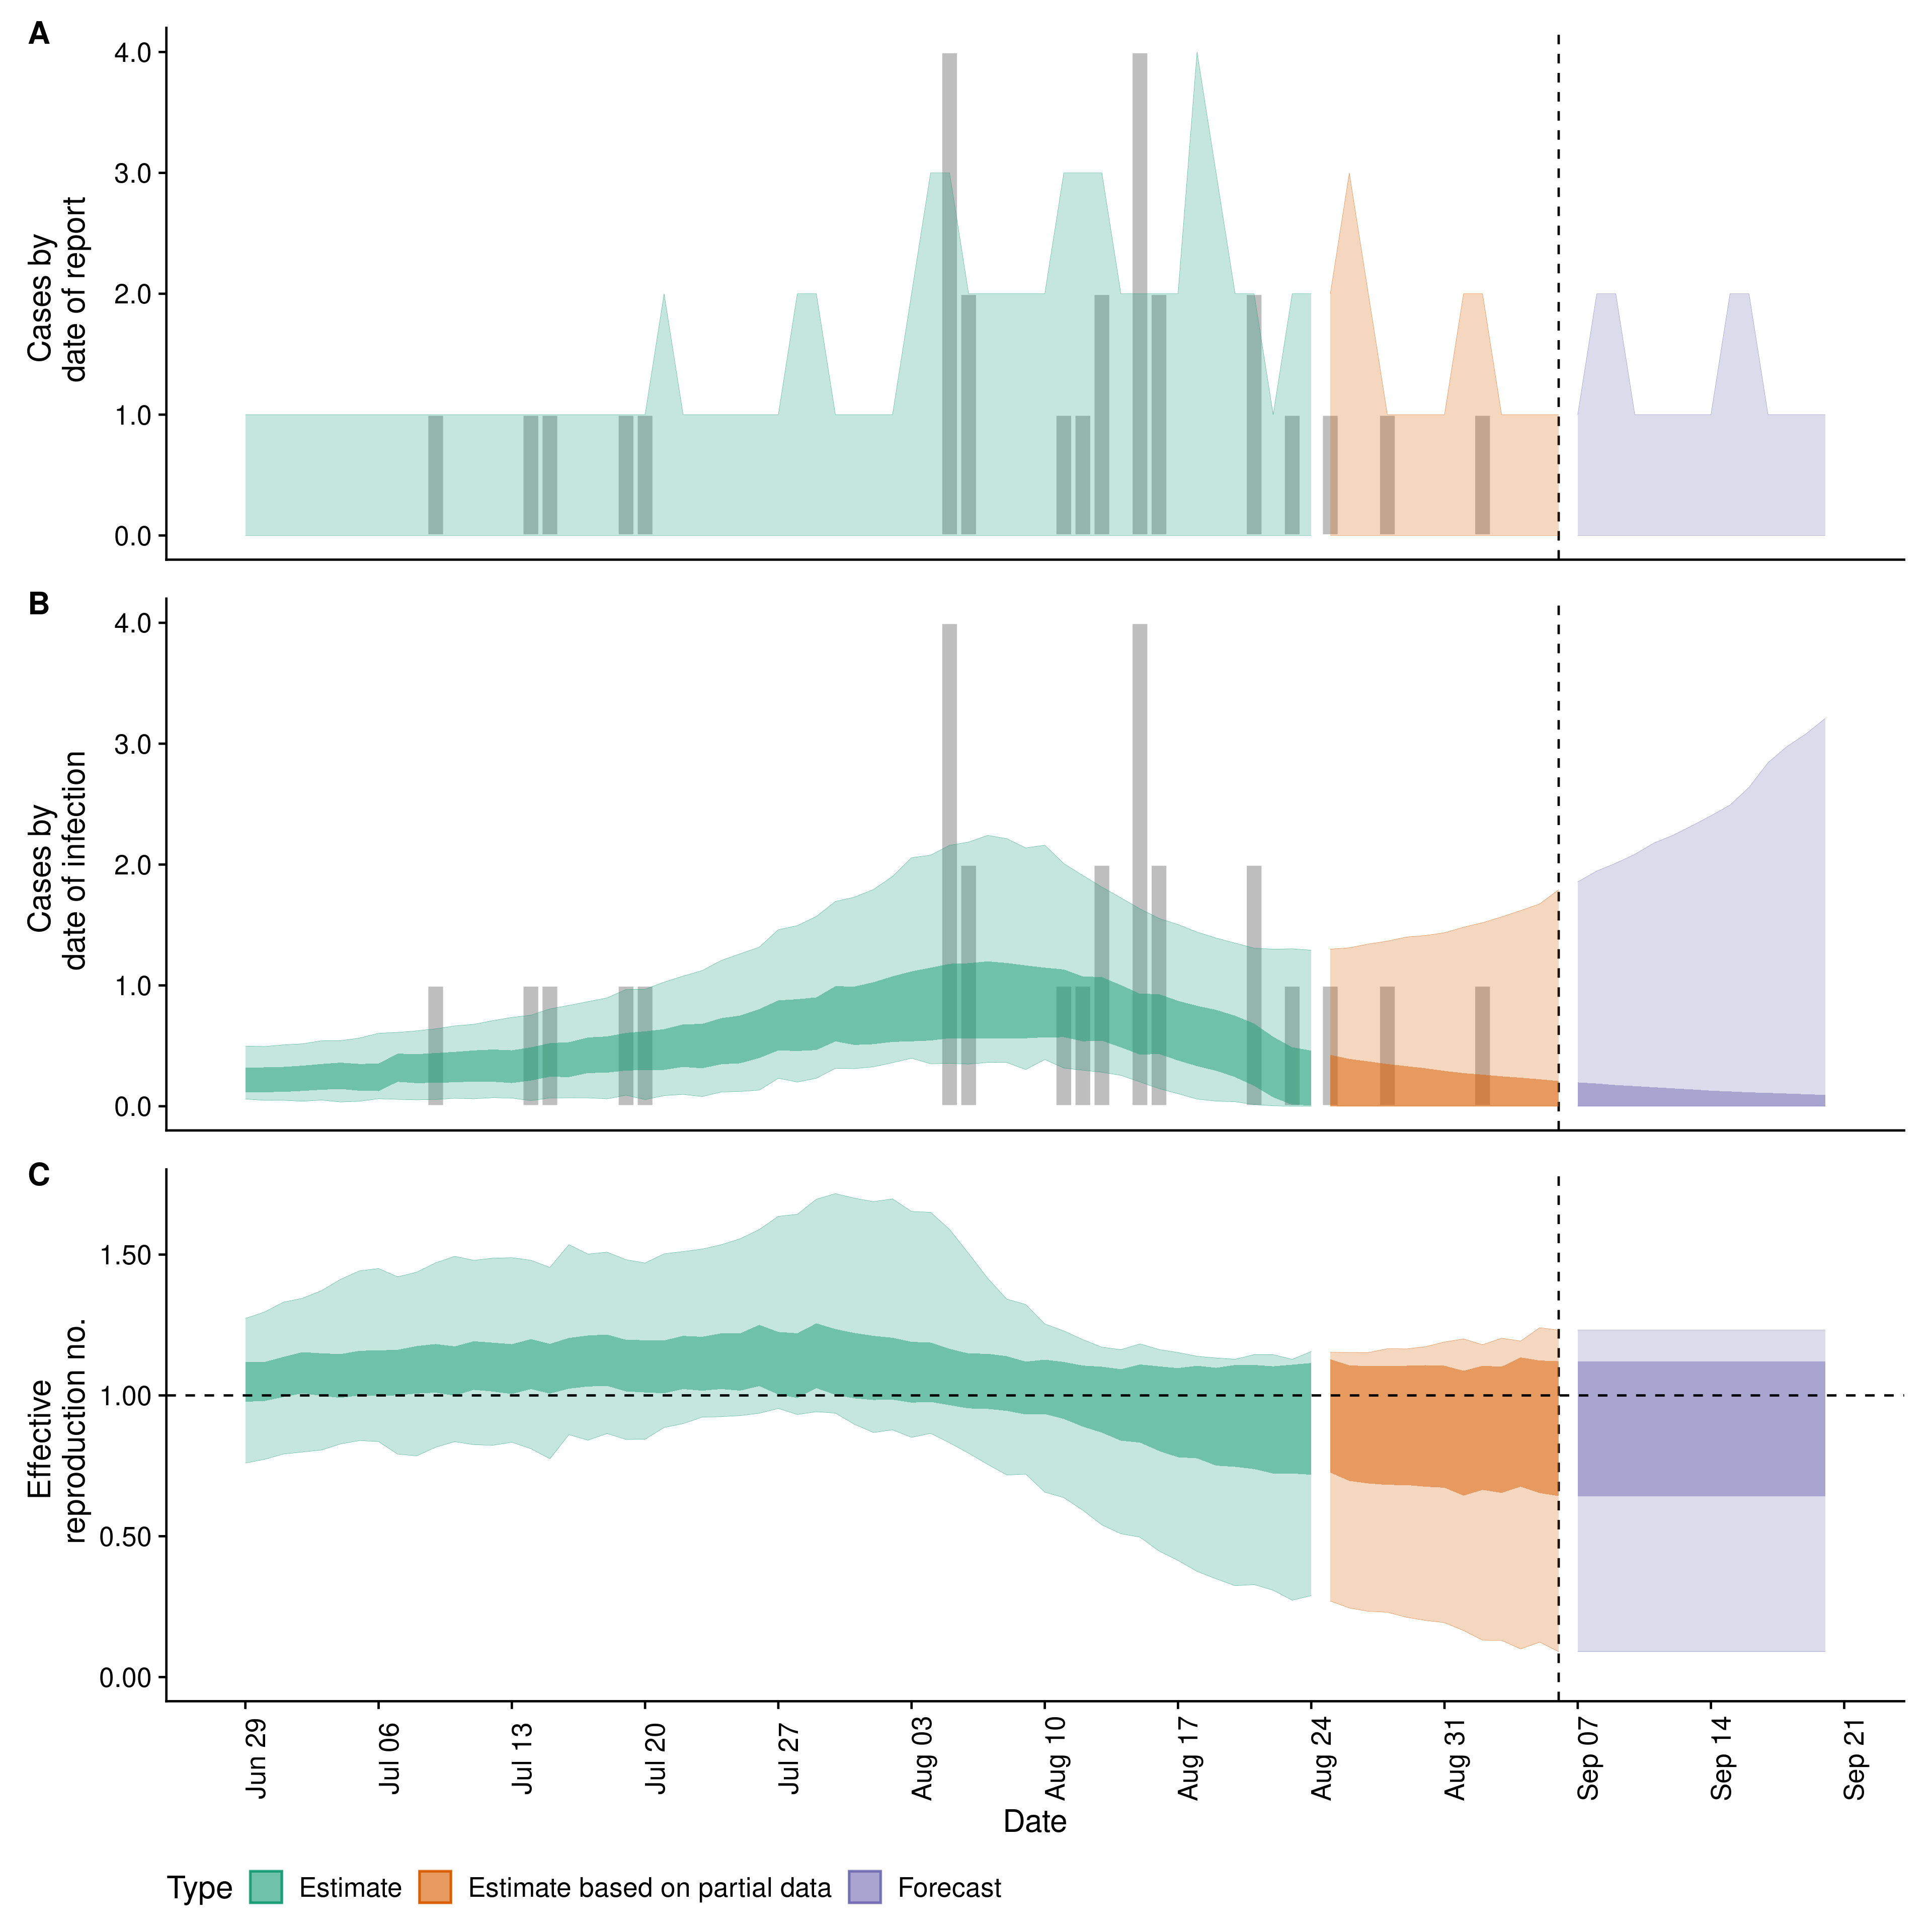 A
Cases by
date of report
4.0
3.0
2.0
1.0
0.0
B
Cases by
date of infection
4.0
3.0
2.0
1.0
0.0
C
Effective
reproduction no.
1.50
1.00
0.50
0.00
Jun 29
Jul 06
Jul 13
Jul 20
Jul 27
Aug 03
Aug 10
Aug 17
Aug 24
Aug 31
Sep 07
Sep 14
Sep 21
Date
Type Estimate Estimate based on partial data Forecast